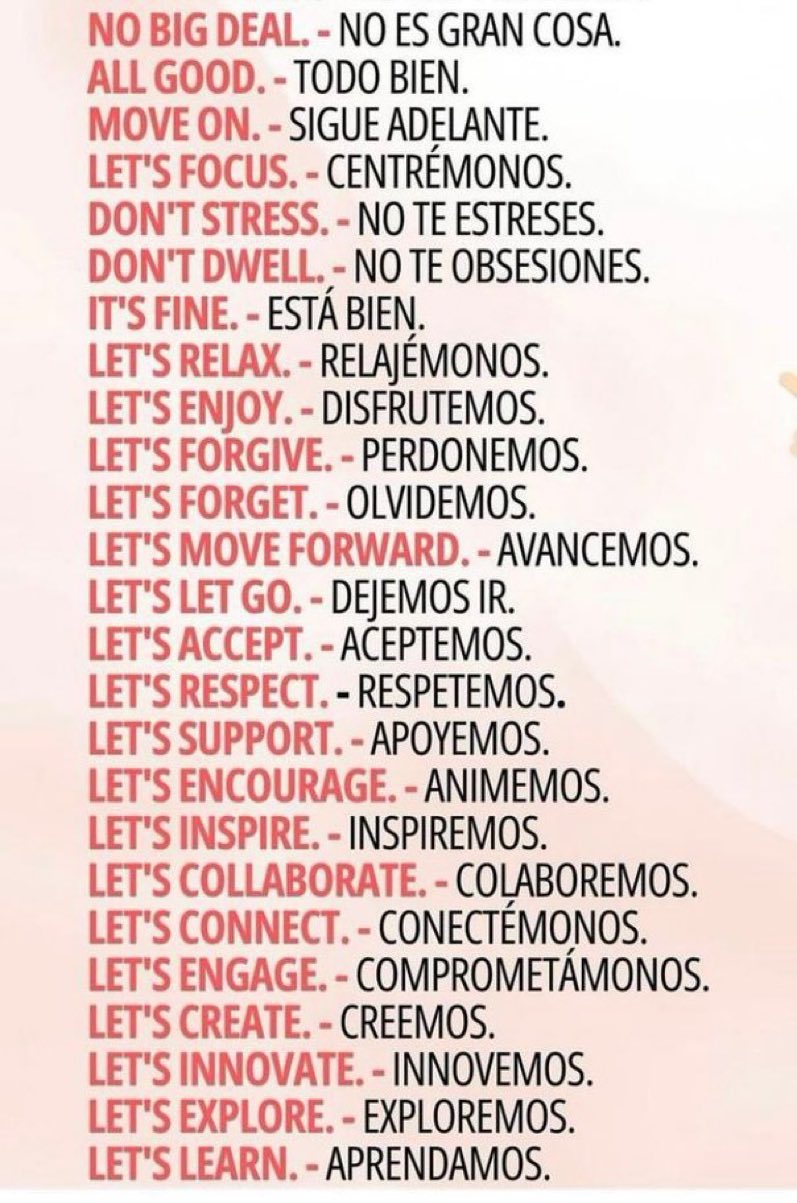 NO BIG DEAL. - NO ES GRAN COSA.
ALL GOOD. - TODO BIEN.
MOVE ON. - SIGUE ADELANTE.
LET'S FOCUS. - CENTRÉMONOS.
DON'T STRESS. - NO TE ESTRESES.
DON'T DWELL. - NO TE OBSESIONES.
IT'S FINE. - ESTÁ BIEN.
LET'S RELAX. - RELAJÉMONOS.
LET'S ENJOY. - DISFRUTEMOS.
LET'S FORGIVE. - PERDONEMOS.
LET'S FORGET. - OLVIDEMOS.
LET'S MOVE FORWARD. - AVANCEMOS.
LET'S LET GO. - DEJEMOS IR.
LET'S ACCEPT. - ACEPTEMOS.
LET'S RESPECT. - RESPETEMOS.
LET'S SUPPORT. - APOYEMOS.
LET'S ENCOURAGE. - ANIMEMOS.
LET'S INSPIRE. - INSPIREMOS.
LET'S COLLABORATE. - COLABOREMOS.
LET'S CONNECT. - CONECTÉMONOS.
LET'S ENGAGE. - COMPROMETÁMONOS.
LET'S CREATE. - CREEMOS.
LET'S INNOVATE. - INNOVEMOS.
LET'S EXPLORE. - EXPLOREMOS.
LET'S LEARN. - APRENDAMOS.